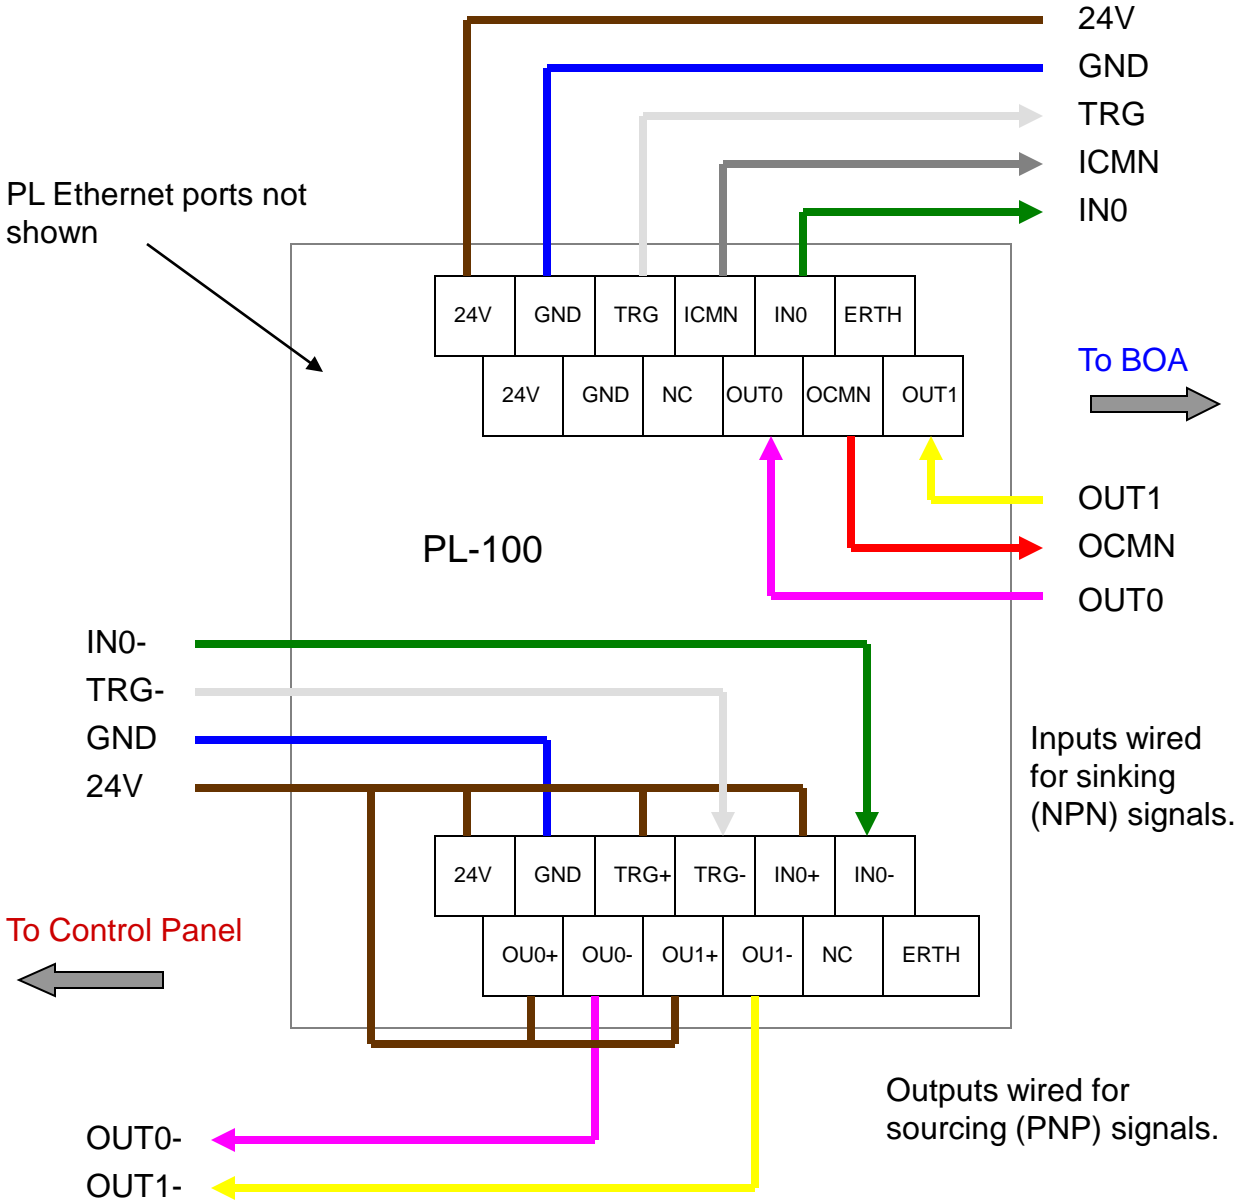 24V
GND
TRG
ICMN
IN0
PL Ethernet ports not
shown
24V GND TRG ICMN IN0 ERTH
24V GND NC OUT0 OCMN OUT1
To BOA
OUT1
OCMN
OUT0
PL-100
IN0-
TRG-
GND
24V
Inputs wired
for sinking
(NPN) signals.
24V GND TRG+ TRG- IN0+ IN0-
OU0+ OU0- OU1+ OU1- NC ERTH
To Control Panel
Outputs wired for
sourcing (PNP) signals.
OUT0-
OUT1-